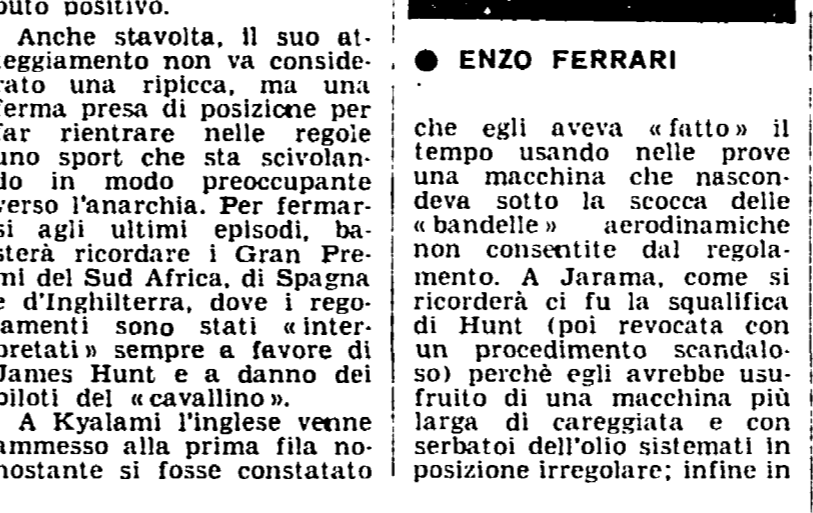 puto positivo.
Anche stavolta, il suo at-
teggiamento non va conside-
rato una ripicca, ma una
ferma presa di posizione per
far rientrare nelle regole
uno sport che sta scivolan-
do in modo preoccupante
verso l'anarchia. Per fermar-
si agli ultimi episodi, ba-
sterà ricordare i Gran Pre-
mi del Sud Africa, di Spagna
e d'Inghilterra, dove i rego-
lamenti sono stati «inter-
pretati» sempre a favore di
James Hunt e a danno dei
piloti del «cavallino».
A Kyalami l'inglese venne
ammesso alla prima fila no-
nostante si fosse constatato
● ENZO FERRARI
che egli aveva «fatto» il
tempo usando nelle prove
una macchina che nascon-
deva sotto la scocca delle
«bandelle» aerodinamiche
non consentite dal regola-
mento. A Jarama, come si
ricorderà ci fu la squalifica
di Hunt (poi revocata con
un procedimento scandalo-
so) perchè egli avrebbe usu-
fruito di una macchina più
larga di careggiata e con
serbatoi dell'olio sistemati in
posizione irregolare; infine in